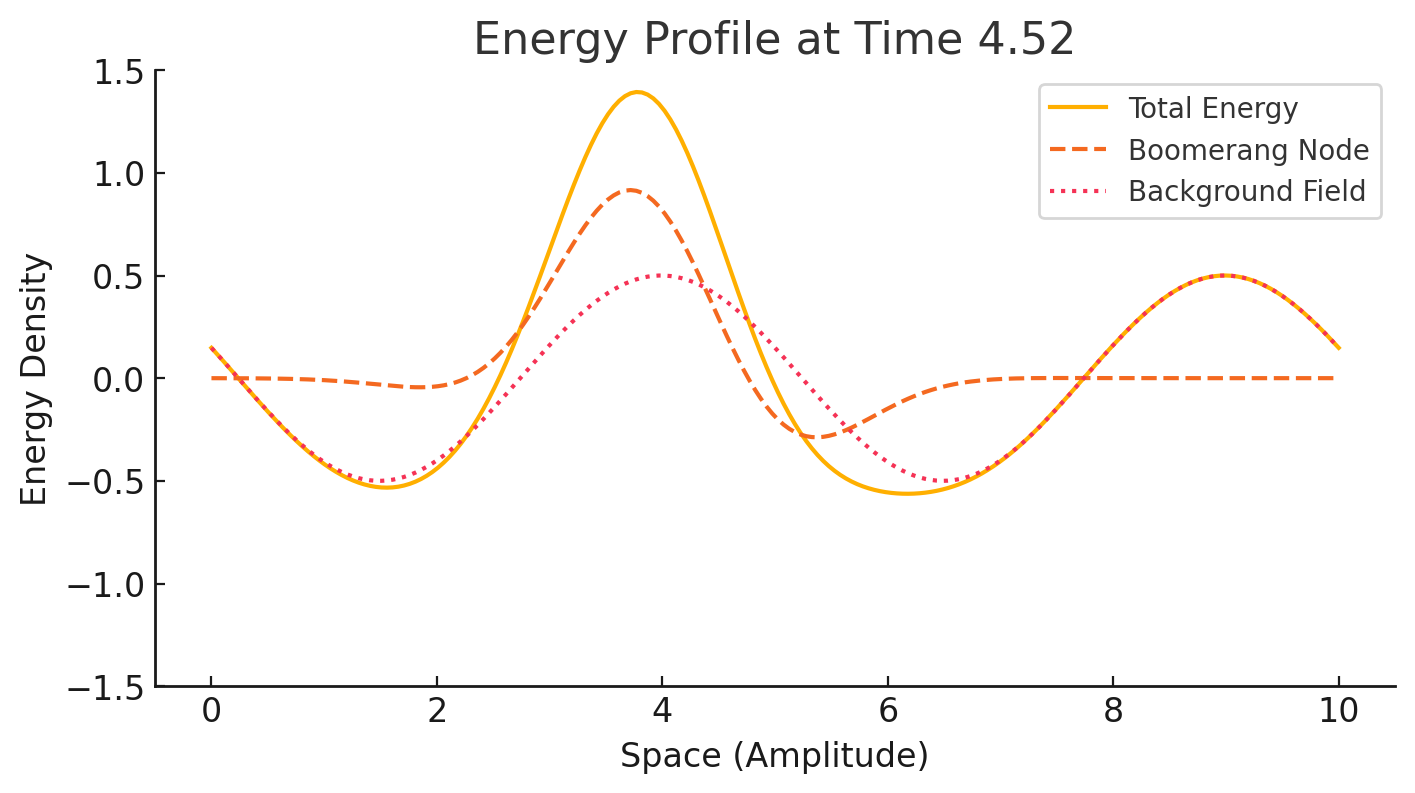 Energy Profile at Time 4.52
1.5
1.0
0.5
0.0
−0.5
−1.0
−1.5
Energy Density
Total Energy
Boomerang Node
Background Field
0 2 4 6 8 10
Space (Amplitude)